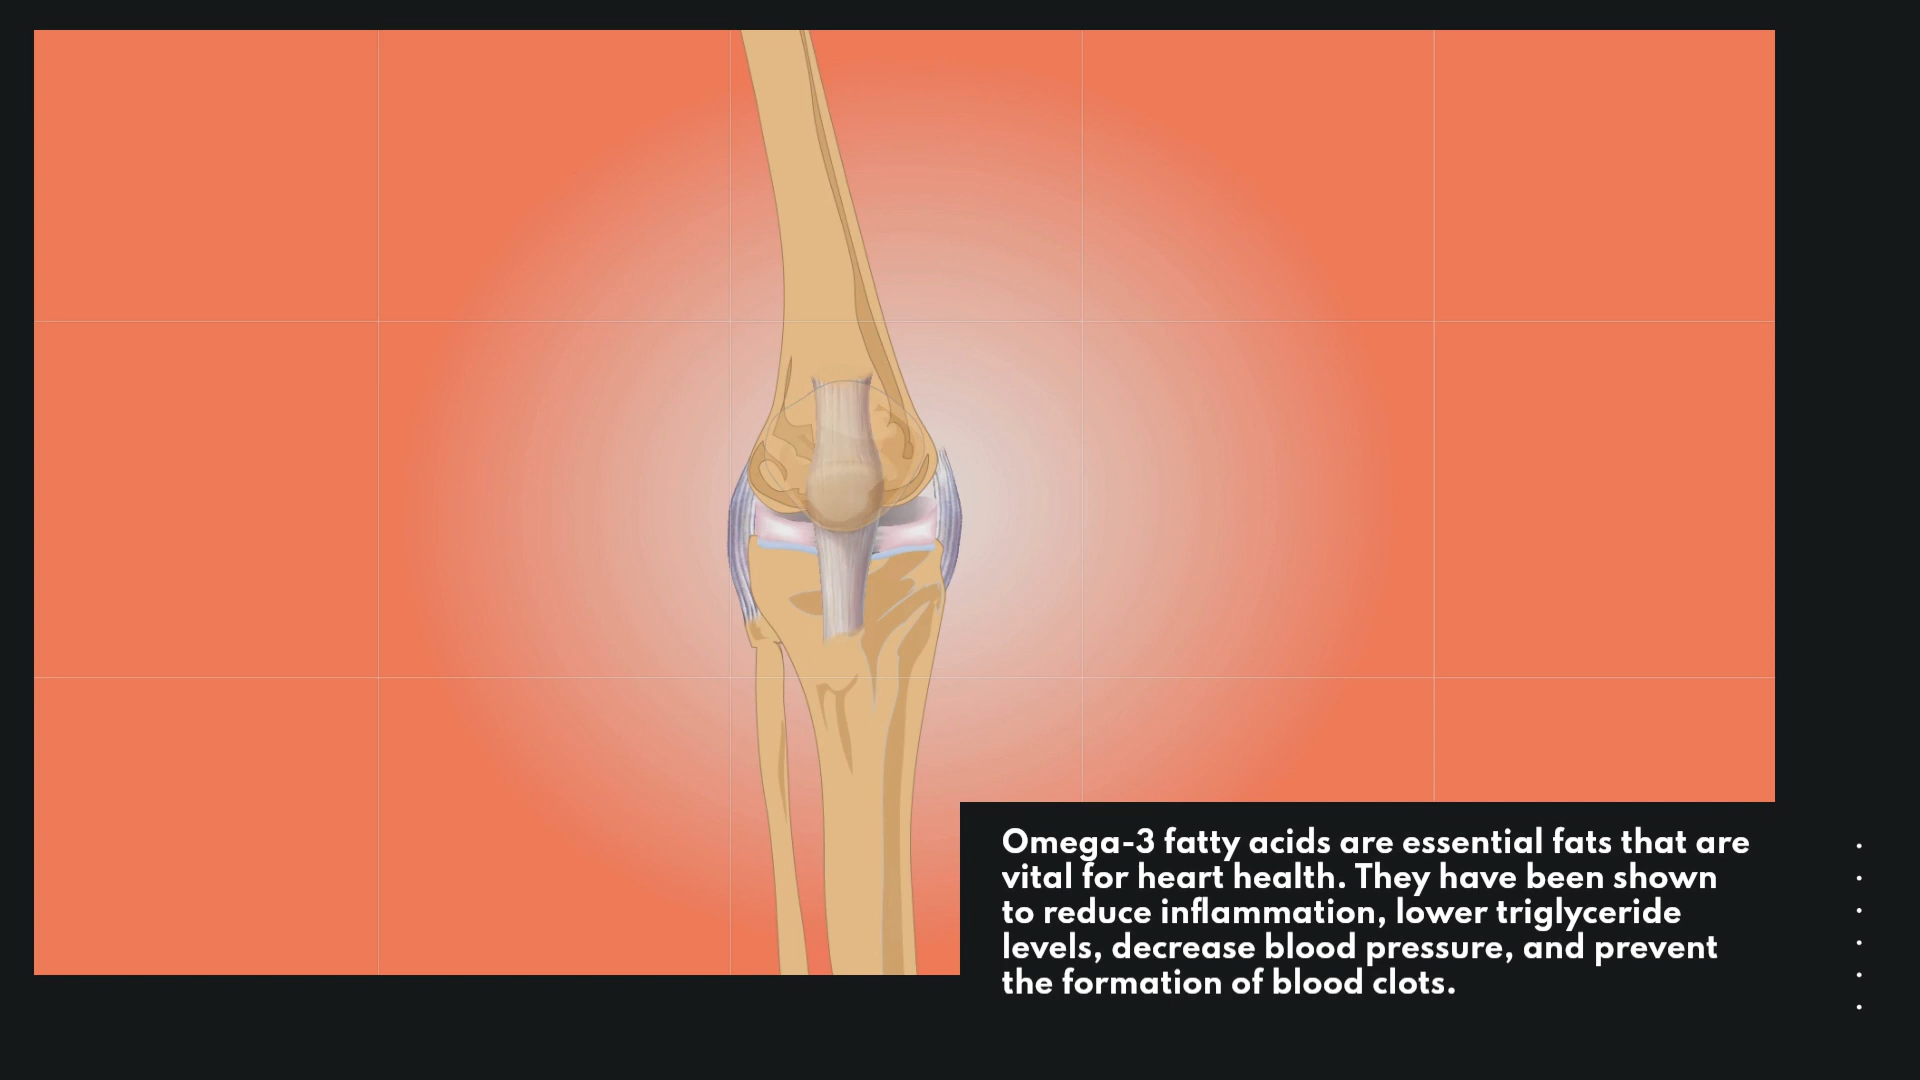 Omega-3 fatty acids are essential fats that are
vital for heart health. They have been shown
to reduce inflammation, lower triglyceride
levels, decrease blood pressure, and prevent
the formation of blood clots.